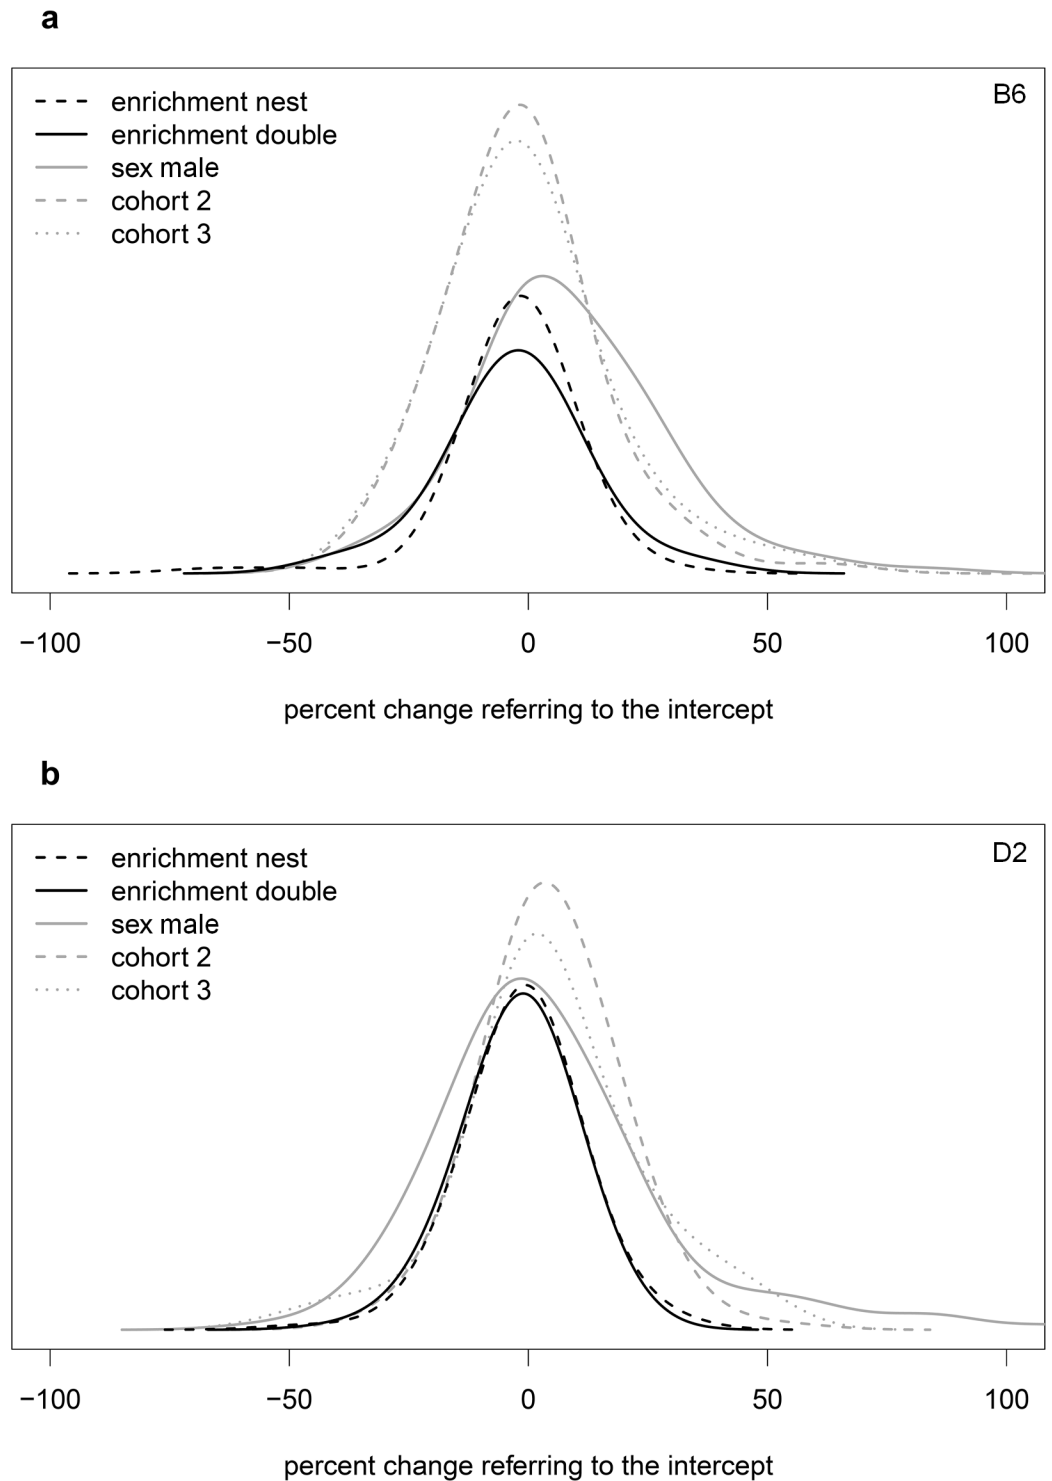 a
B6
enrichment nest
enrichment double
sex male
cohort 2
cohort 3
−100 −50 0 50 100
percent change referring to the intercept
b
D2
enrichment nest
enrichment double
sex male
cohort 2
cohort 3
−100 −50 0 50 100
percent change referring to the intercept